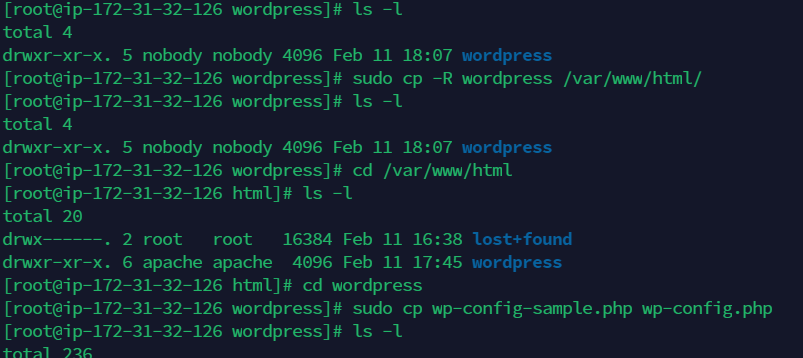 [root@ip-172-31-32-126 wordpress]# ls -l
total 4
drwxr-xr-x. 5 nobody nobody 4096 Feb 11 18:07 wordpress
[root@ip-172-31-32-126 wordpress]# sudo cp -R wordpress /var/www/html/
[root@ip-172-31-32-126 wordpress]# ls -l
total 4
drwxr-xr-x. 5 nobody nobody 4096 Feb 11 18:07 wordpress
[root@ip-172-31-32-126 wordpress]# cd /var/www/html
[root@ip-172-31-32-126 html]# ls -l
total 20
drwx------. 2 root   root   16384 Feb 11 16:38 lost+found
drwxr-xr-x. 6 apache apache  4096 Feb 11 17:45 wordpress
[root@ip-172-31-32-126 html]# cd wordpress
[root@ip-172-31-32-126 wordpress]# sudo cp wp-config-sample.php wp-config.php
[root@ip-172-31-32-126 wordpress]# ls -l
total 236